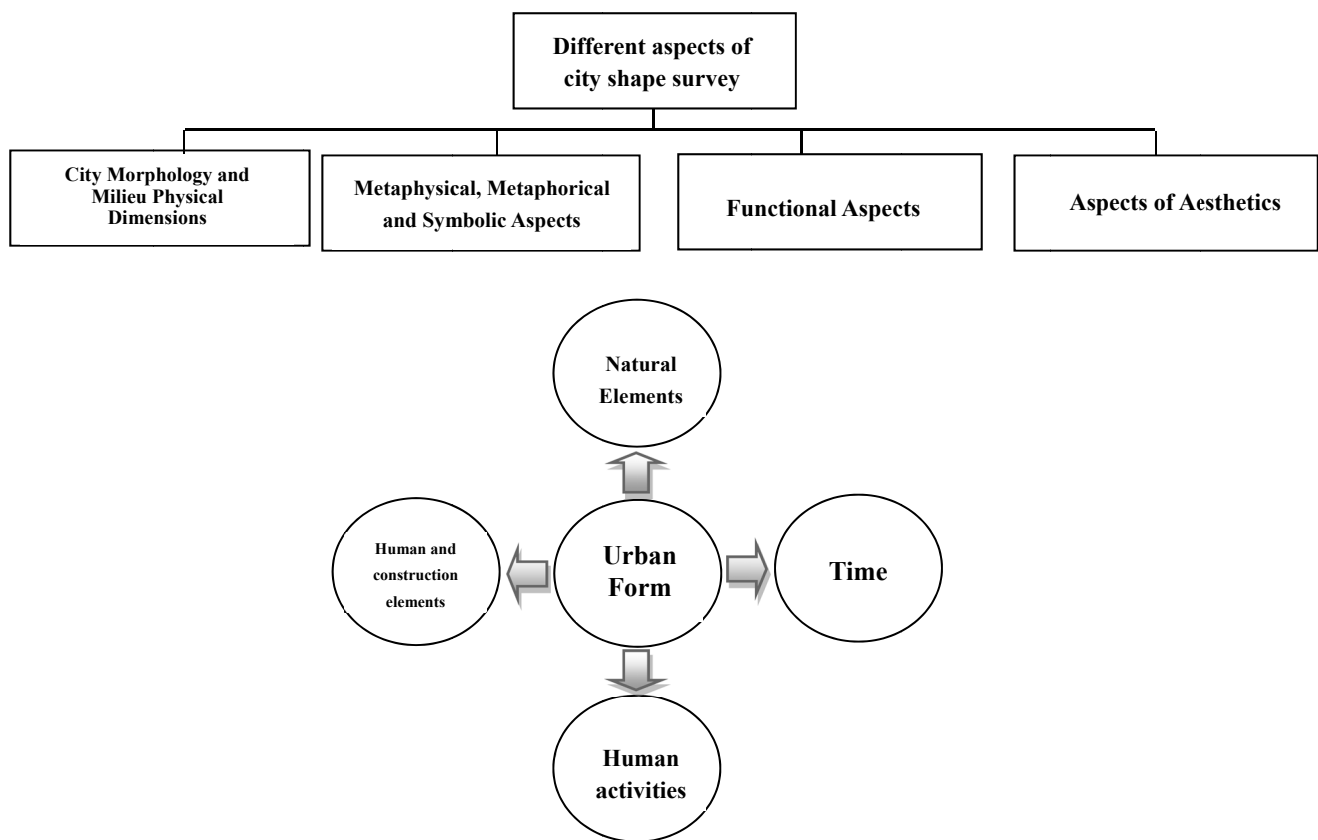 Different aspects of
city shape survey
City Morphology and
Milieu Physical
Dimensions
Metaphysical, Metaphorical
and Symbolic Aspects
Functional Aspects
Aspects of Aesthetics
Natural
Elements
Human and
construction
elements
Urban
Form
Time
Human
activities